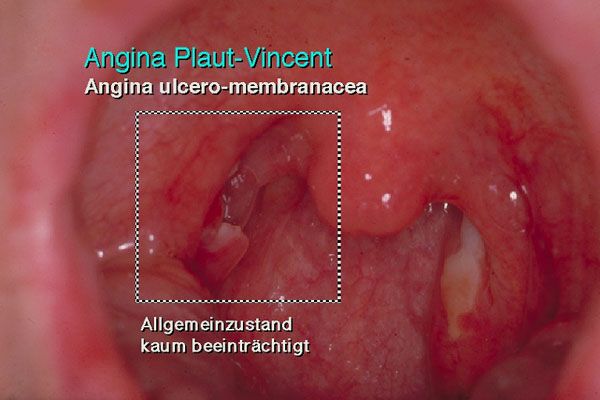 Angina Plaut-Vincent
Angina ulcero-membranacea
Allgemeinzustand
kaum beeinträchtigt